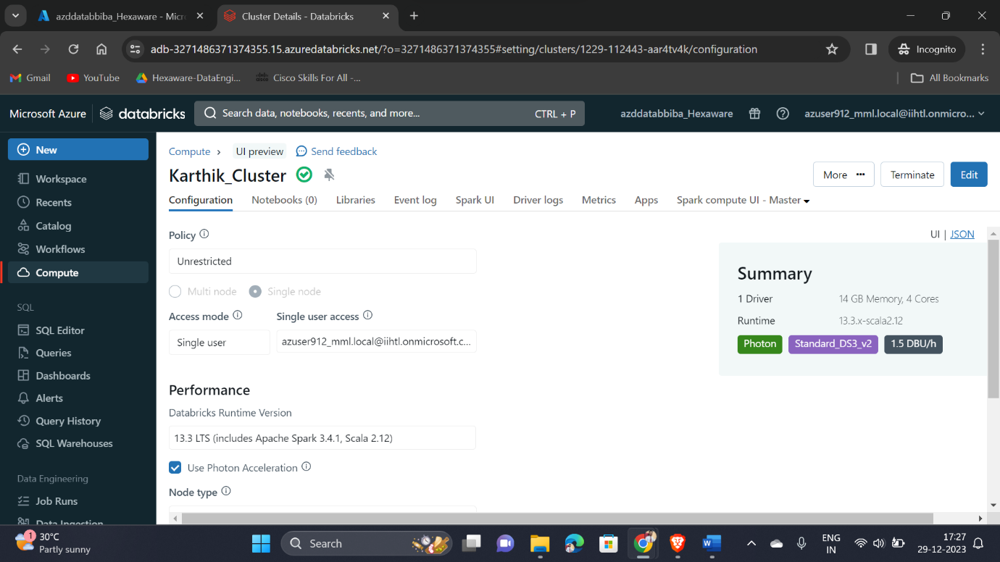 azddatabbiba_Hexaware - Micr
Cluster Details - Databricks
adb-3271486371374355.15.azuredatabricks.net/?o=3271486371374355#setting/clusters/1229-112443-aar4tv4k/configuration
Incognito
Gmail
YouTube
Hexaware-DataEngi...
Cisco Skills For All -...
All Bookmarks
Microsoft Azure
databricks
Search data, notebooks, recents, and more...
CTRL + P
azddatabbiba_Hexaware
azuser912_mml.local@iihtl.onmicro...
New
Workspace
Recents
Catalog
Workflows
Compute
SQL
SQL Editor
Queries
Dashboards
Alerts
Query History
SQL Warehouses
Data Engineering
Job Runs
Data Ingestion
Compute › UI preview Send feedback
Karthik_Cluster
More ••• Terminate Edit
Configuration Notebooks (0) Libraries Event log Spark UI Driver logs Metrics Apps Spark compute UI - Master
UI | JSON
Policy
Unrestricted
Multi node Single node
Access mode Single user access
Single user azuser912_mml.local@iihtl.onmicrosoft.c...
Performance
Databricks Runtime Version
13.3 LTS (includes Apache Spark 3.4.1, Scala 2.12)
Use Photon Acceleration
Node type
Summary
1 Driver 14 GB Memory, 4 Cores
Runtime 13.3.x-scala2.12
Photon Standard_DS3_v2 1.5 DBU/h
1
30°C
Partly sunny
Search
ENG
IN
17:27
29-12-2023